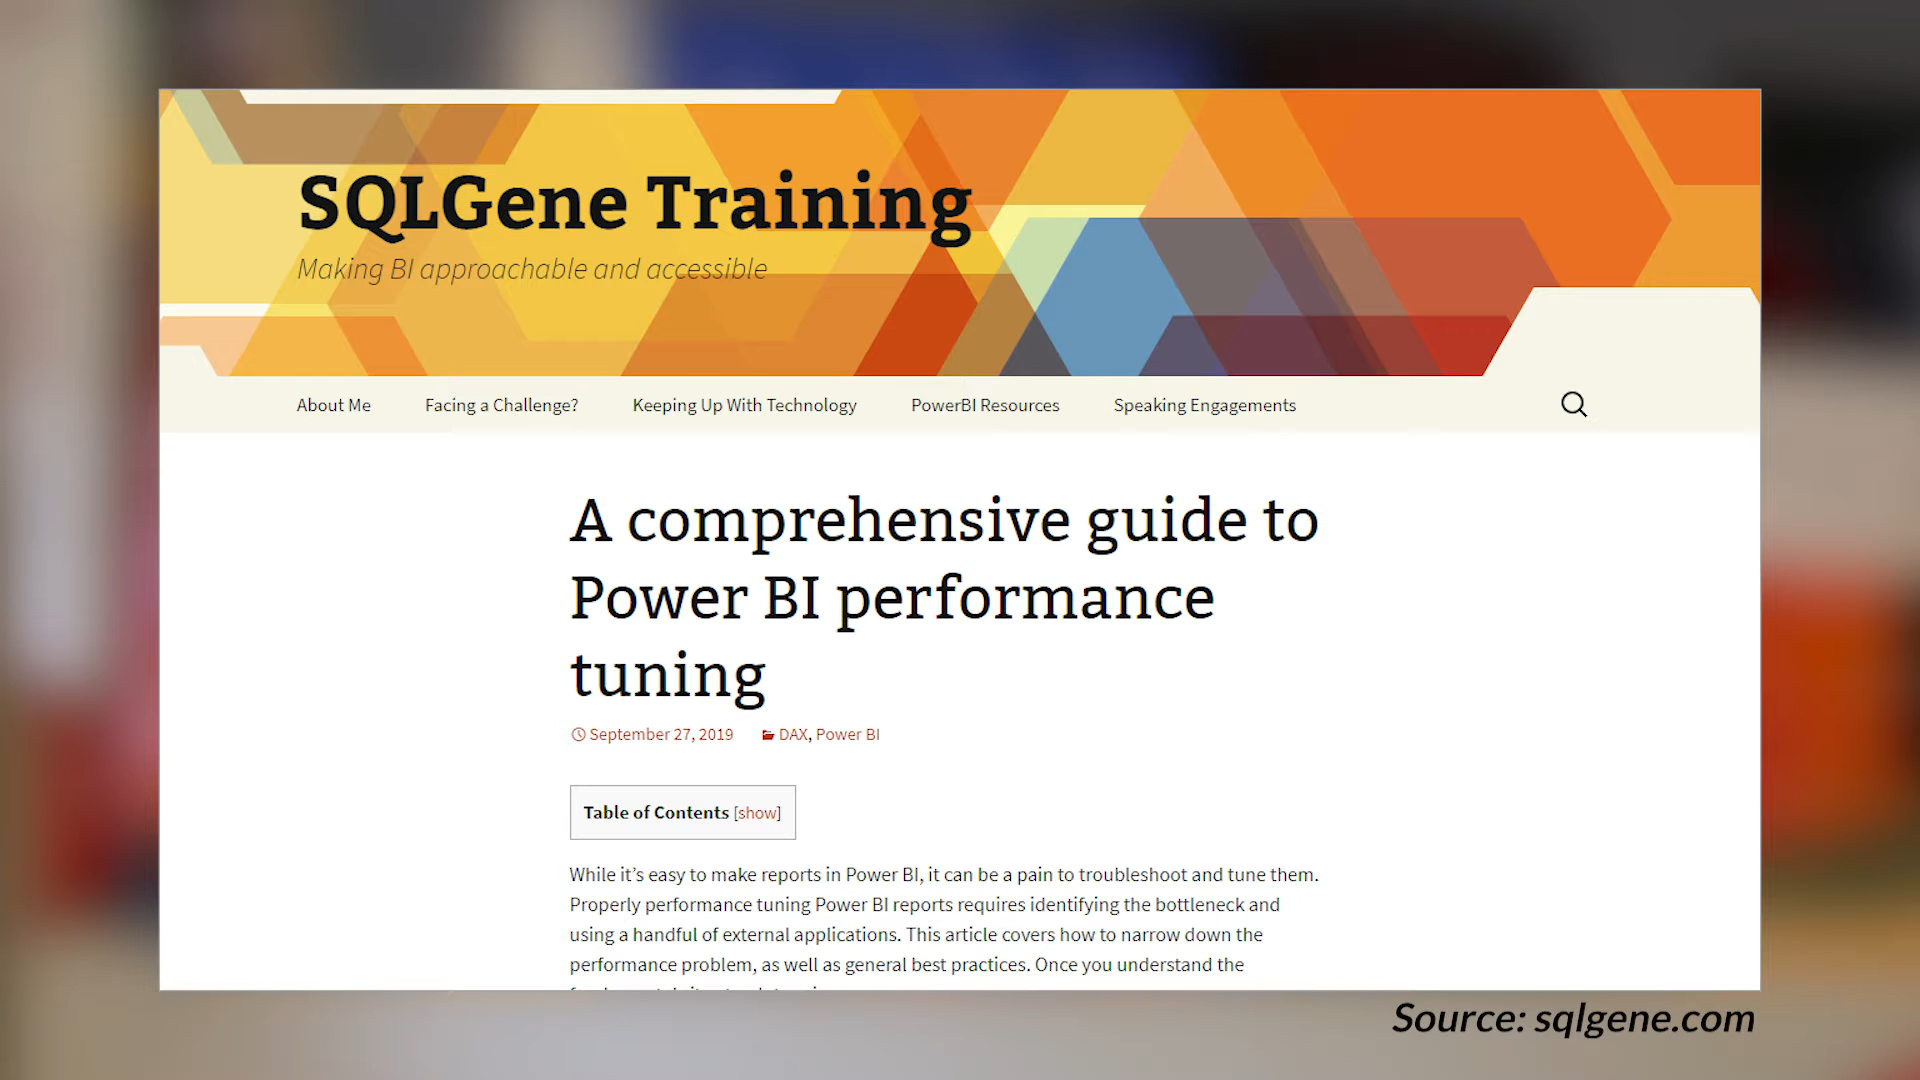 SQLGene Training
Making BI approachable and accessible
About Me Facing a Challenge? Keeping Up With Technology PowerBI Resources Speaking Engagements
A comprehensive guide to
Power BI performance
tuning
September 27, 2019 DAX, Power BI
Table of Contents [show]
While it’s easy to make reports in Power BI, it can be a pain to troubleshoot and tune them.
Properly performance tuning Power BI reports requires identifying the bottleneck and
using a handful of external applications. This article covers how to narrow down the
performance problem, as well as general best practices. Once you understand the
Source: sqlgene.com